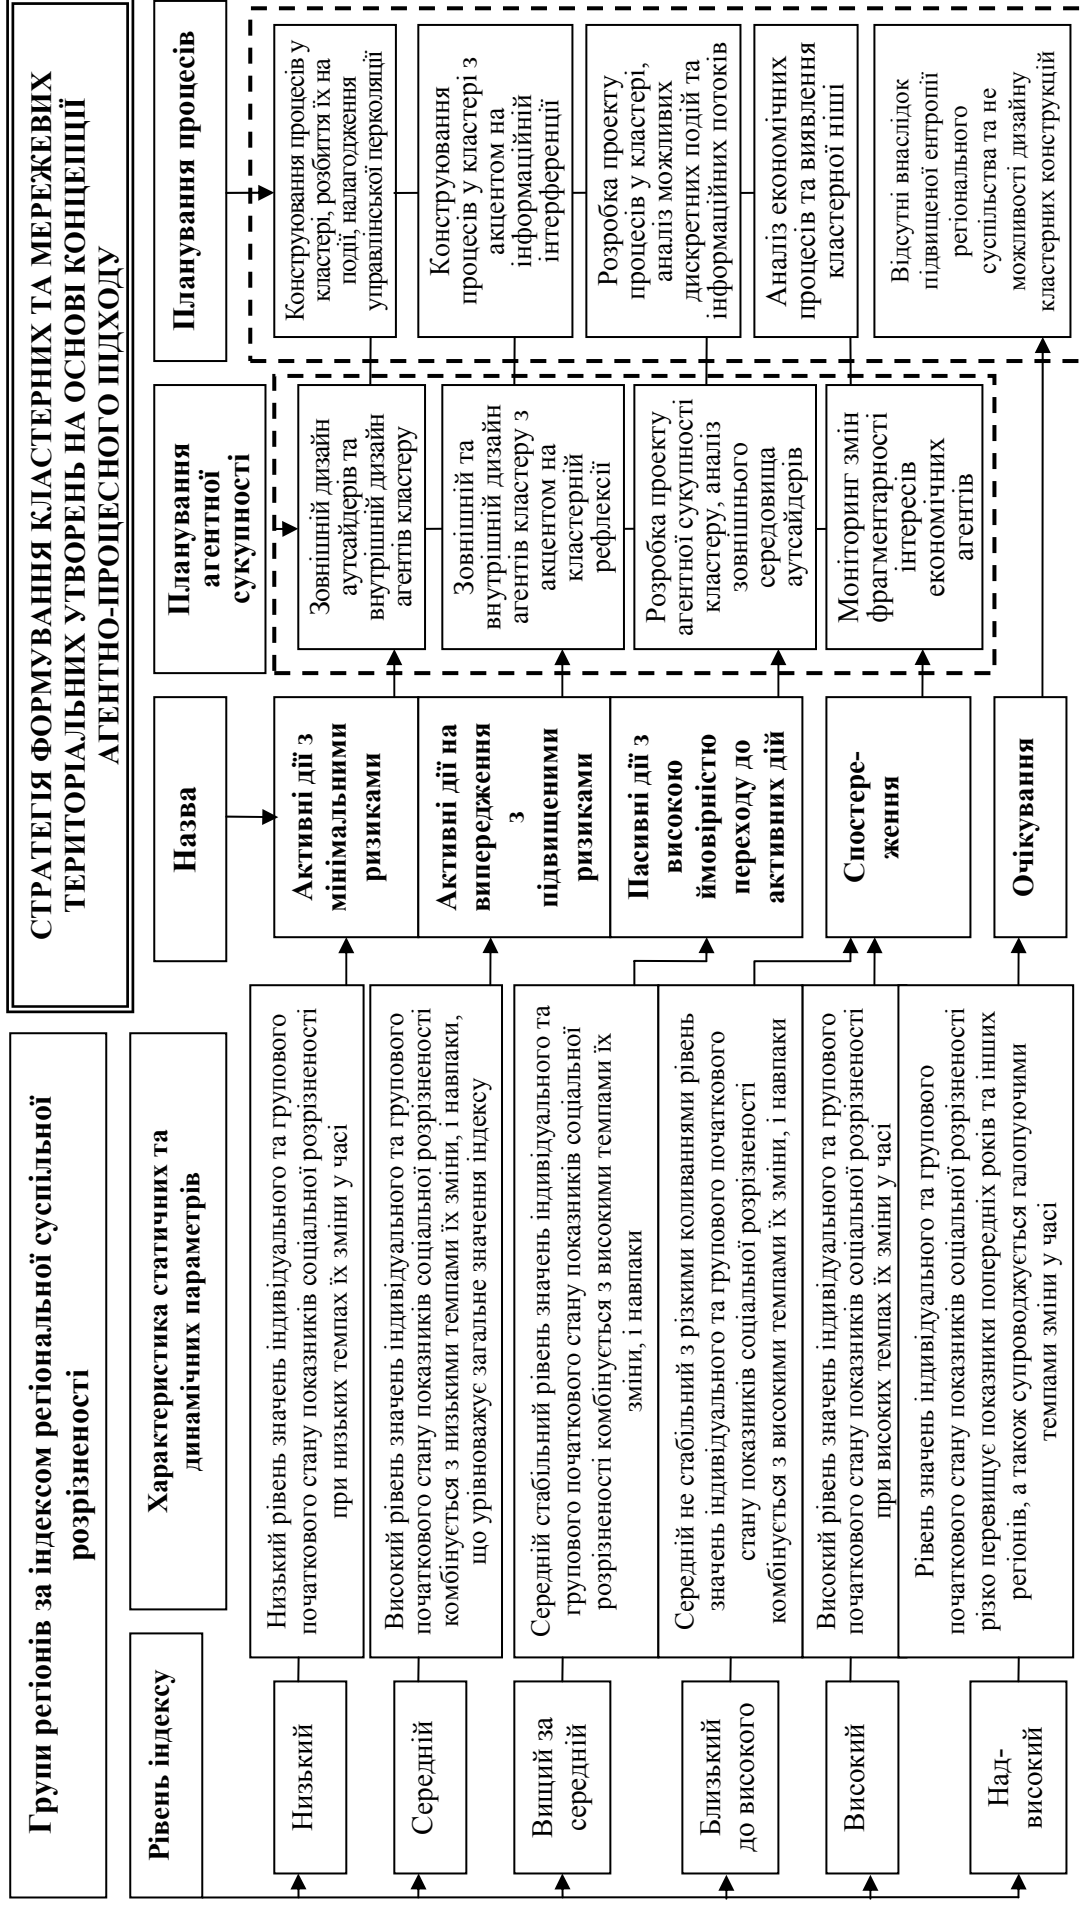 Групи регіонів за індексом регіональної суспільної
розрізненості
СТРАТЕГІЯ ФОРМУВАННЯ КЛАСТЕРНИХ ТА МЕРЕЖЕВИХ
ТЕРИТОРІАЛЬНИХ УТВОРЕНЬ НА ОСНОВІ КОНЦЕПЦІЇ
АГЕНТНО-ПРОЦЕСНОГО ПІДХОДУ
Рівень індексу
Характеристика статичних та
динамічних параметрів
Назва
Планування
агентної
сукупності
Планування процесів
Низький
Низький рівень значень індивідуального та групового
початкового стану показників соціальної розрізненості
при низьких темпах їх зміни у часі
Активні дії з
мінімальними
ризиками
Зовнішній дизайн
аутсайдерів та
внутрішній дизайн
агентів кластеру
Конструювання процесів у
кластері, розбиття їх на
події, налагодження
управлінської перколяції
Середній
Високий рівень значень індивідуального та групового
початкового стану показників соціальної розрізненості
комбінується з низькими темпами їх зміни, і навпаки,
що урівноважує загальне значення індексу
Активні дії на
випередження
з
підвищеними
ризиками
Зовнішній та
внутрішній дизайн
агентів кластеру з
акцентом на
кластерній
рефлексії
Конструювання
процесів у кластері з
акцентом на
інформаційній
інтерференції
Вищий за
середній
Середній стабільний рівень значень індивідуального та
групового початкового стану показників соціальної
розрізненості комбінується з високими темпами їх
зміни, і навпаки
Пасивні дії з
високою
ймовірністю
переходу до
активних дій
Розробка проекту
агентної сукупності
кластеру, аналіз
зовнішнього
середовища
аутсайдерів
Розробка проекту
процесів у кластері,
аналіз можливих
дискретних подій та
інформаційних потоків
Близький
до високого
Середній не стабільний з різкими коливаннями рівень
значень індивідуального та групового початкового
стану показників соціальної розрізненості
комбінується з високими темпами їх зміни, і навпаки
Спостере-
ження
Моніторинг змін
фрагментарності
інтересів
економічних
агентів
Аналіз економічних
процесів та виявлення
кластерної ніші
Високий
Високий рівень значень індивідуального та групового
початкового стану показників соціальної розрізненості
при високих темпах їх зміни у часі
Над-
високий
Рівень значень індивідуального та групового
початкового стану показників соціальної розрізненості
різко перевищує показники попередніх років та інших
регіонів, а також супроводжується галопуючими
темпами зміни у часі
Очікування
Відсутні внаслідок
підвищеної ентропії
регіонального
суспільства та не
можливості дизайну
кластерних конструкцій